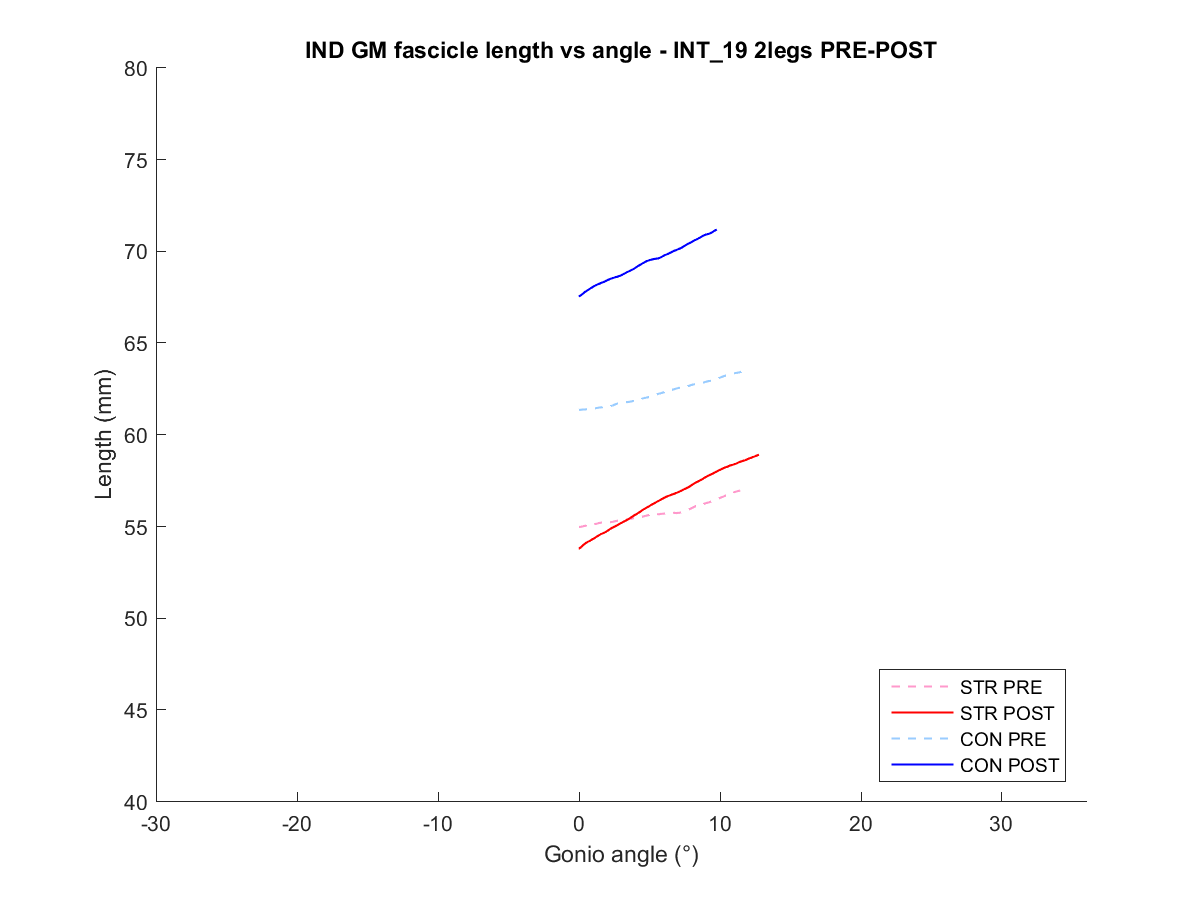 IND GM fascicle length vs angle - INT_19 2legs PRE-POST
80
75
70
65
60
55
50
45
40
Length (mm)
-30
-20
-10
0
10
20
30
Gonio angle (°)
STR PRE
STR POST
CON PRE
CON POST